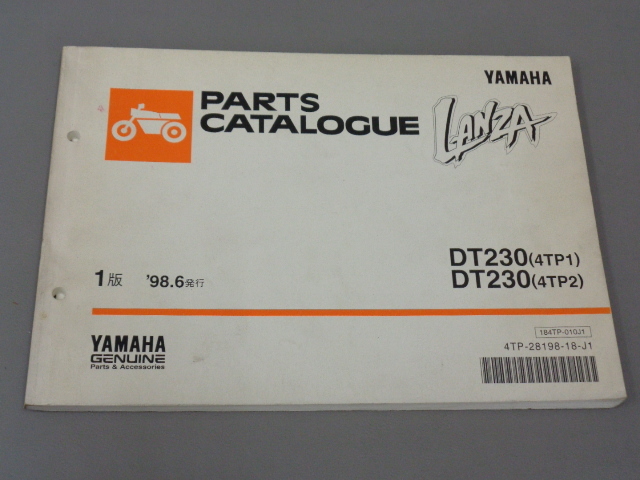 YAMAHA
PARTS
CATALOGUE
LANZA
DT230(4TP1)
DT230(4TP2)
1版 '98.6発行
184TP-010J1
4TP-28198-18-J1
YAMAHA
GENUINE
Parts & Accessories